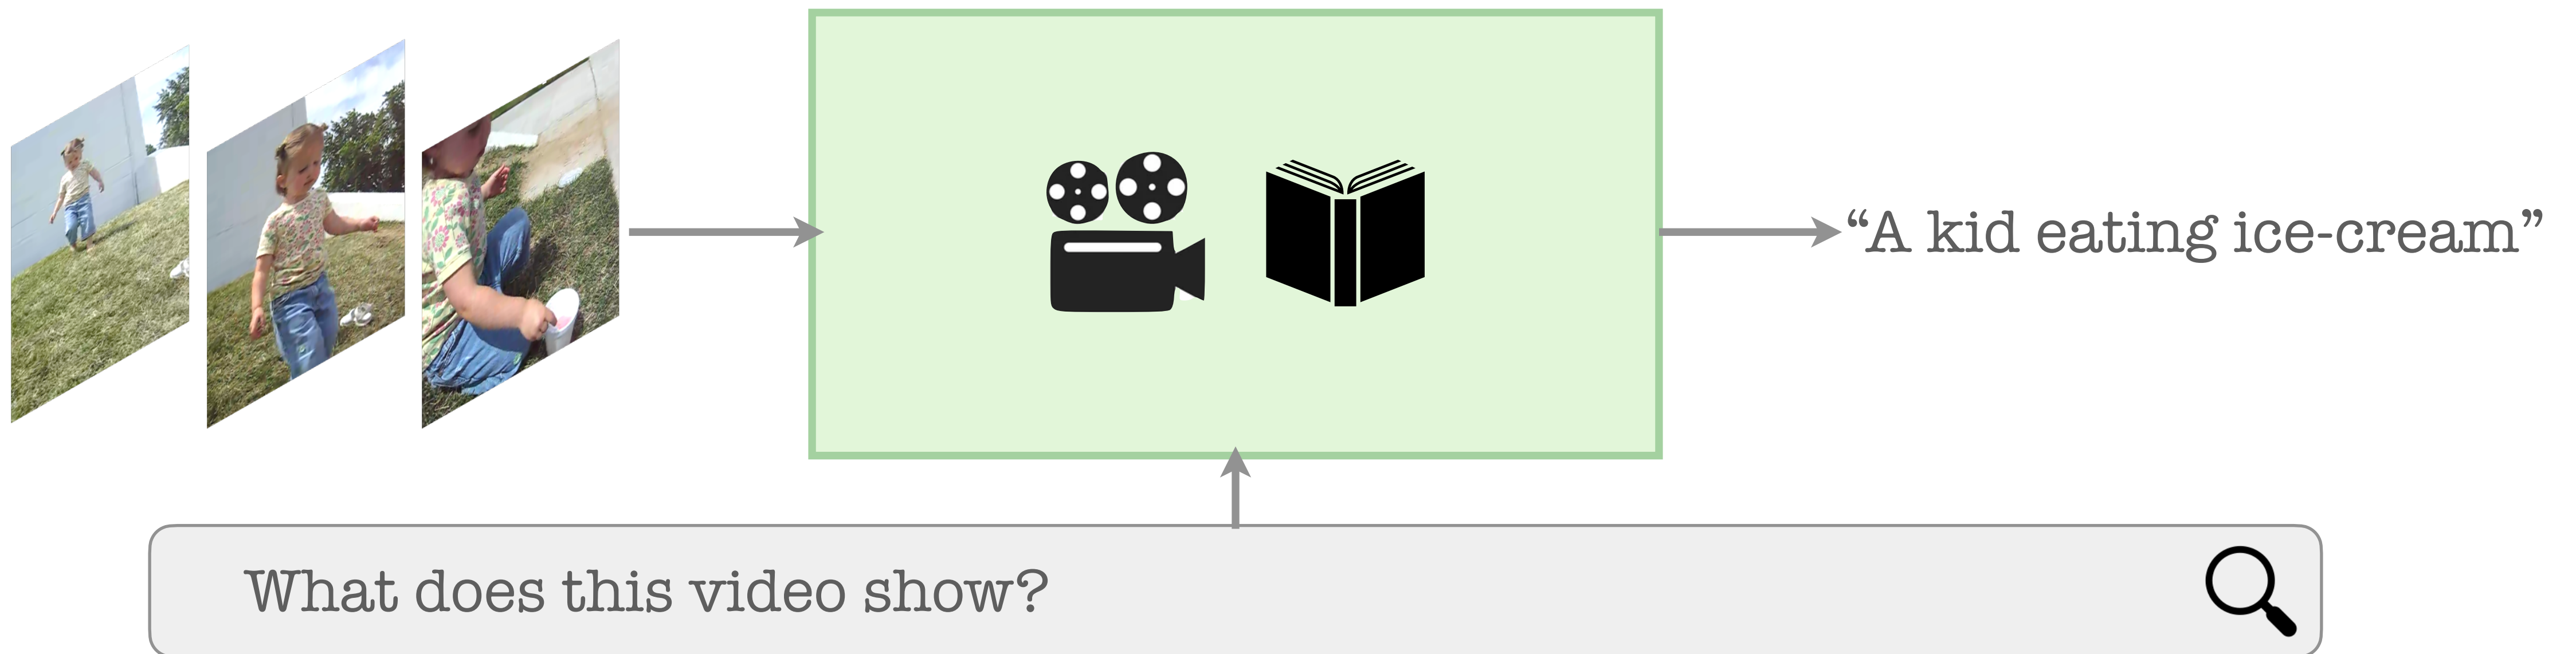 “A kid eating ice-cream”
What does this video show?